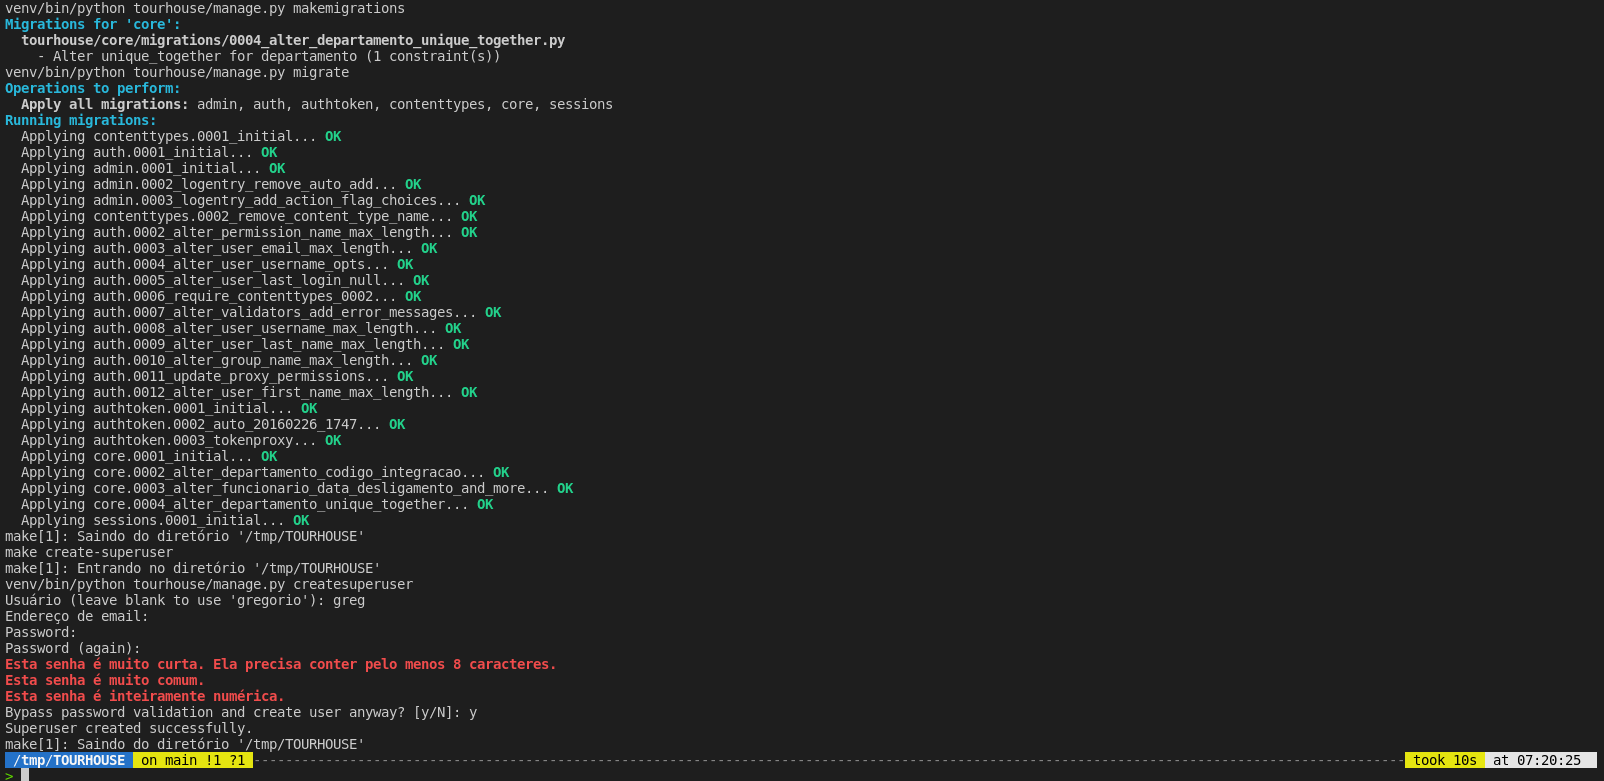 venv/bin/python tourhouse/manage.py makemigrations
Migrations for 'core':
  tourhouse/core/migrations/0004_alter_departamento_unique_together.py
    - Alter unique_together for departamento (1 constraint(s))
venv/bin/python tourhouse/manage.py migrate
Operations to perform:
  Apply all migrations: admin, auth, authtoken, contenttypes, core, sessions
Running migrations:
  Applying contenttypes.0001_initial... OK
  Applying auth.0001_initial... OK
  Applying admin.0001_initial... OK
  Applying admin.0002_logentry_remove_auto_add... OK
  Applying admin.0003_logentry_add_action_flag_choices... OK
  Applying contenttypes.0002_remove_content_type_name... OK
  Applying auth.0002_alter_permission_name_max_length... OK
  Applying auth.0003_alter_user_email_max_length... OK
  Applying auth.0004_alter_user_username_opts... OK
  Applying auth.0005_alter_user_last_login_null... OK
  Applying auth.0006_require_contenttypes_0002... OK
  Applying auth.0007_alter_validators_add_error_messages... OK
  Applying auth.0008_alter_user_username_max_length... OK
  Applying auth.0009_alter_user_last_name_max_length... OK
  Applying auth.0010_alter_group_name_max_length... OK
  Applying auth.0011_update_proxy_permissions... OK
  Applying auth.0012_alter_user_first_name_max_length... OK
  Applying authtoken.0001_initial... OK
  Applying authtoken.0002_auto_20160226_1747... OK
  Applying authtoken.0003_tokenproxy... OK
  Applying core.0001_initial... OK
  Applying core.0002_alter_departamento_codigo_integracao... OK
  Applying core.0003_alter_funcionario_data_desligamento_and_more... OK
  Applying core.0004_alter_departamento_unique_together... OK
  Applying sessions.0001_initial... OK
make[1]: Saindo do diretório '/tmp/TOURHOUSE'
make create-superuser
make[1]: Entrando no diretório '/tmp/TOURHOUSE'
venv/bin/python tourhouse/manage.py createsuperuser
Usuário (leave blank to use 'gregorio'): greg
Endereço de email:
Password:
Password (again):
Esta senha é muito curta. Ela precisa conter pelo menos 8 caracteres.
Esta senha é muito comum.
Esta senha é inteiramente numérica.
Bypass password validation and create user anyway? [y/N]: y
Superuser created successfully.
make[1]: Saindo do diretório '/tmp/TOURHOUSE'
/tmp/TOURHOUSE on main !1 ?1 took 10s at 07:20:25
>